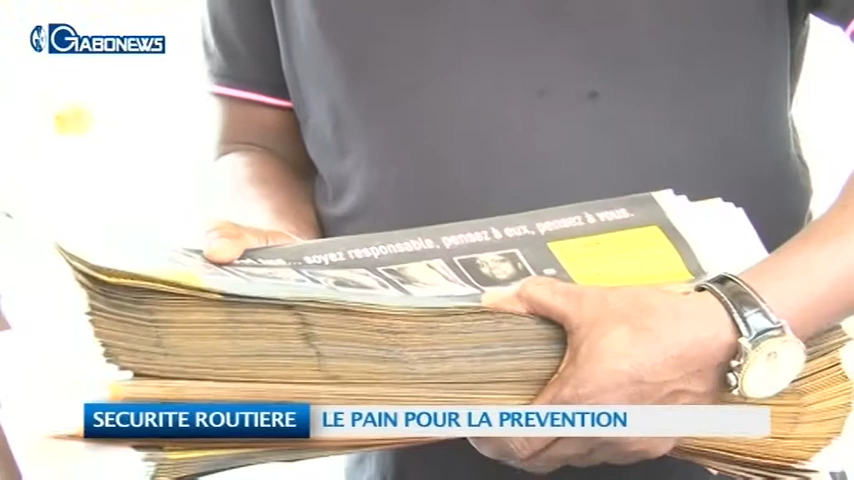 GABONEWS
... soyez responsable, pensez à eux, pensez à vous.
SECURITE ROUTIERE
LE PAIN POUR LA PREVENTION